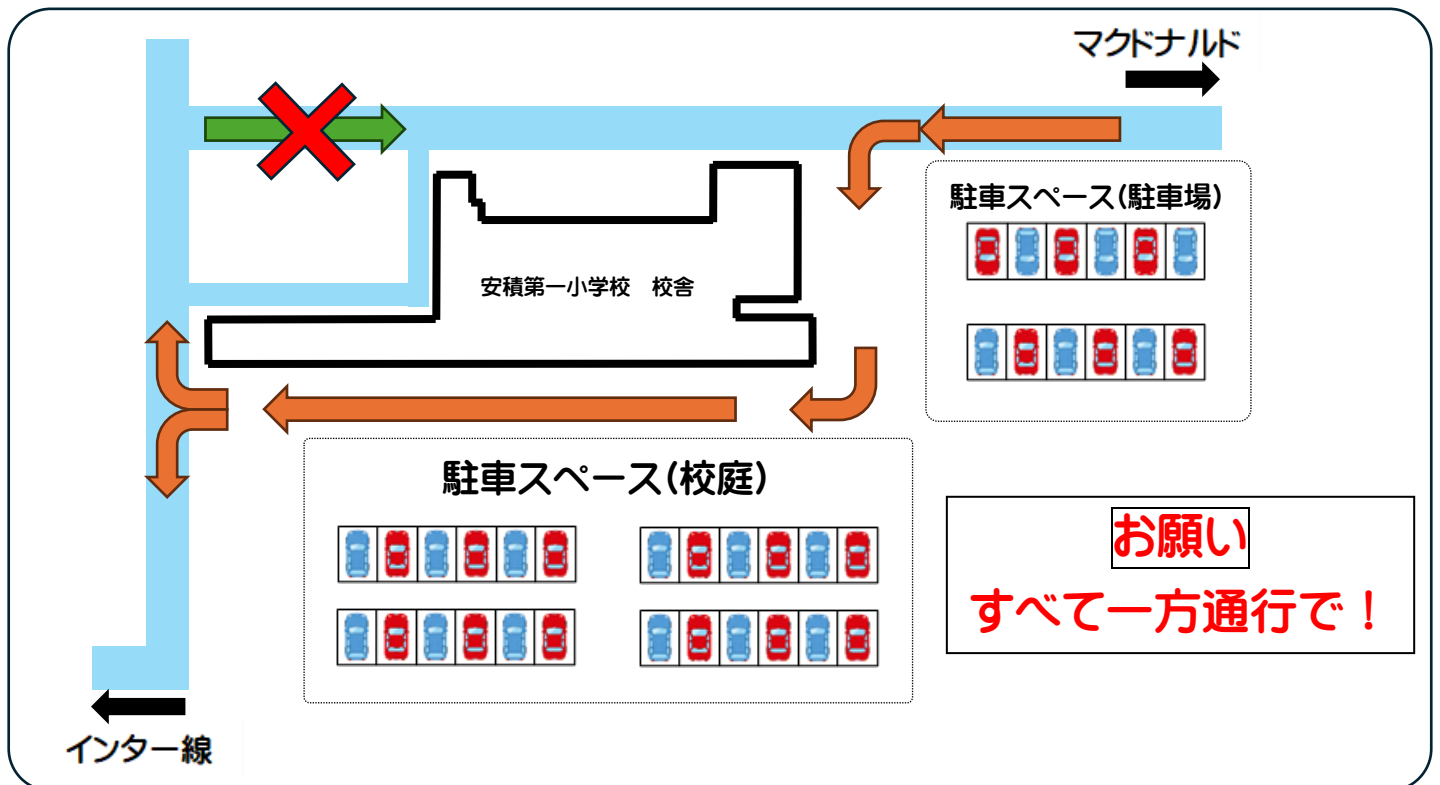 マクドナルド
駐車スペース(駐車場)
安積第一小学校　校舎
駐車スペース(校庭)
お願い
すべて一方通行で！
インター線